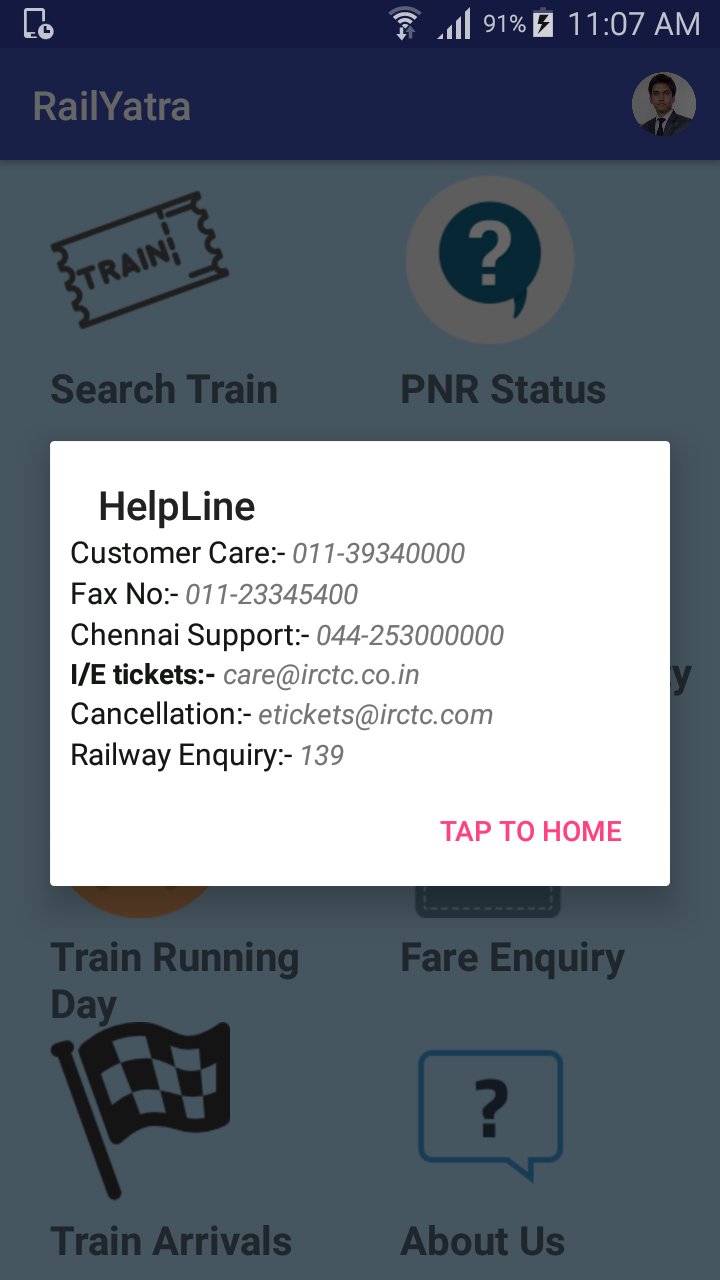 91% 11:07 AM
RailYatra
TRAIN
?
Search Train PNR Status
HelpLine
Customer Care:- 011-39340000
Fax No:- 011-23345400
Chennai Support:- 044-253000000
I/E tickets:- care@irctc.co.in
y
Cancellation:- etickets@irctc.com
Railway Enquiry:- 139
TAP TO HOME
Train Running Fare Enquiry
Day
?
Train Arrivals About Us